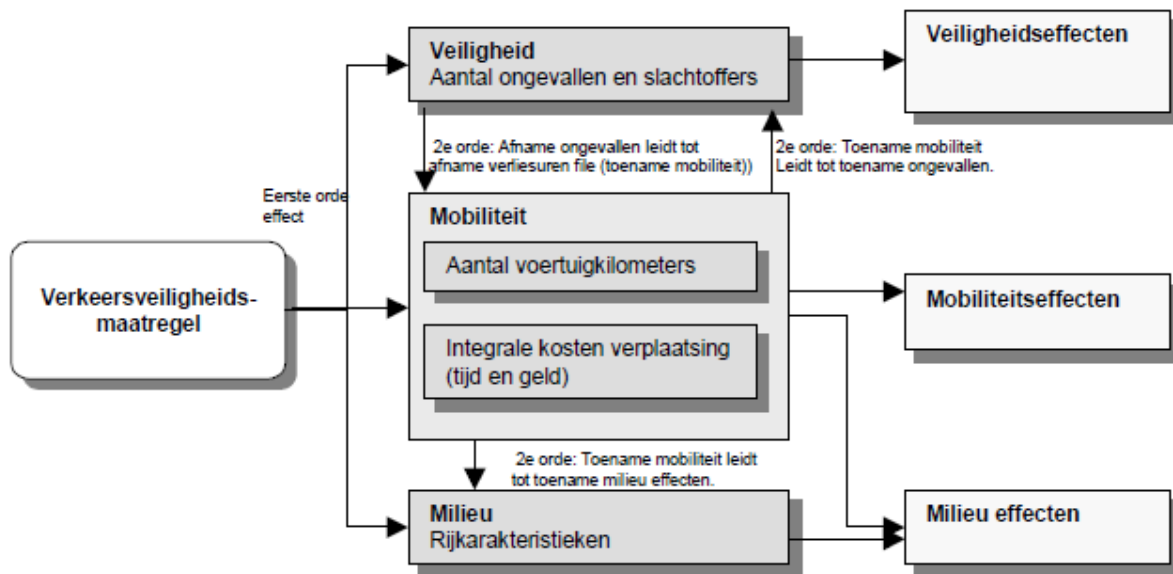 Veiligheid
Aantal ongevallen en slachtoffers
Veiligheidseffecten
2e orde: Afname ongevallen leidt tot
afname verliesuren file (toename mobiliteit))
2e orde: Toename mobiliteit
Leidt tot toename ongevallen.
Eerste orde
effect
Verkeersveiligheids-
maatregel
Mobiliteit
Aantal voertuigkilometers
Integrale kosten verplaatsing
(tijd en geld)
Mobiliteitseffecten
2e orde: Toename mobiliteit leidt
tot toename milieu effecten.
Milieu
Rijkarakteristieken
Milieu effecten